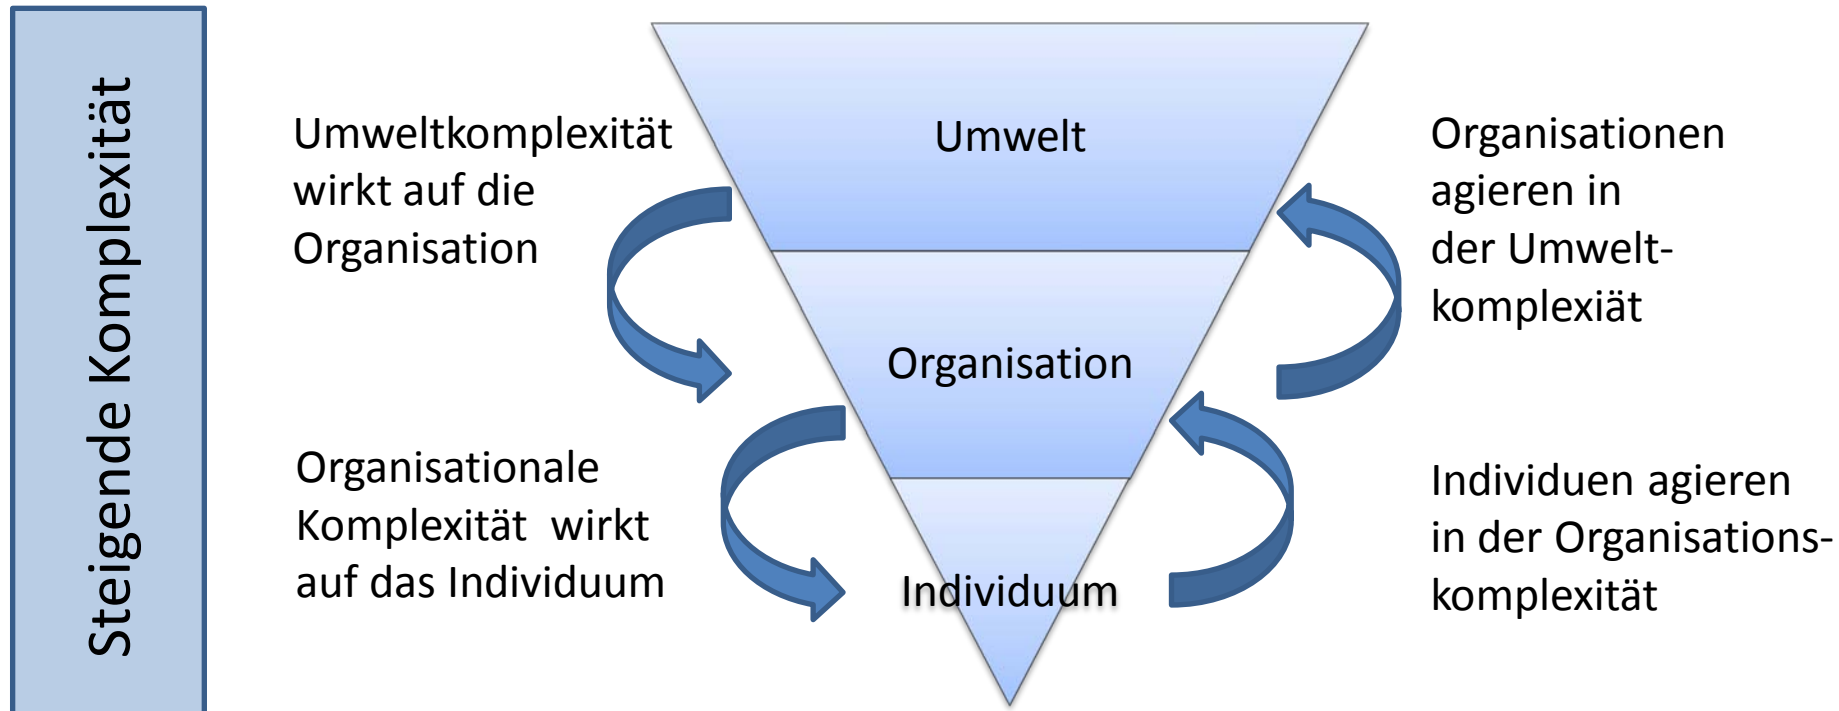 Steigende Komplexität
Umweltkomplexität
wirkt auf die
Organisation
Umwelt
Organisationen
agieren in
der Umwelt-
komplexiät
Organisation
Organisationale
Komplexität  wirkt
auf das Individuum
Individuum
Individuen agieren
in der Organisations-
komplexität